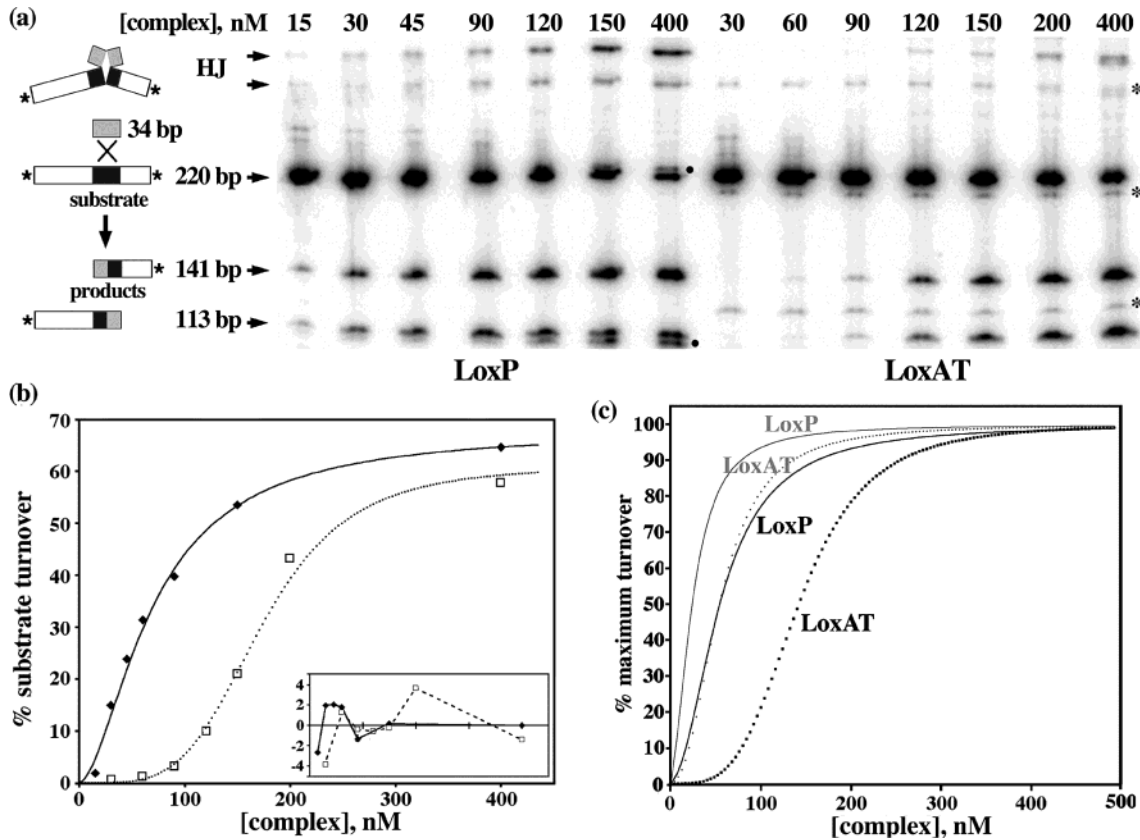 (a)
[complex], nM 15 30 45 90 120 150 400 30 60 90 120 150 200 400
HJ
* *
*
34 bp
* * 220 bp
substrate
*
* 141 bp
products
*
* 113 bp
LoxP LoxAT
(b)
% substrate turnover
70
60
50
40
30
20
10
0
4
2
0
-2
-4
0 100 200 300 400
[complex], nM
(c)
% maximum turnover
100
90
80
70
60
50
40
30
20
10
0
LoxP
LoxAT
LoxP
LoxAT
0 100 200 300 400 500
[complex], nM